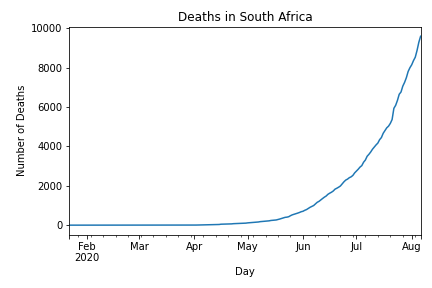 Deaths in South Africa
Number of Deaths
10000
8000
6000
4000
2000
0
Feb Mar Apr May Jun Jul Aug
2020
Day